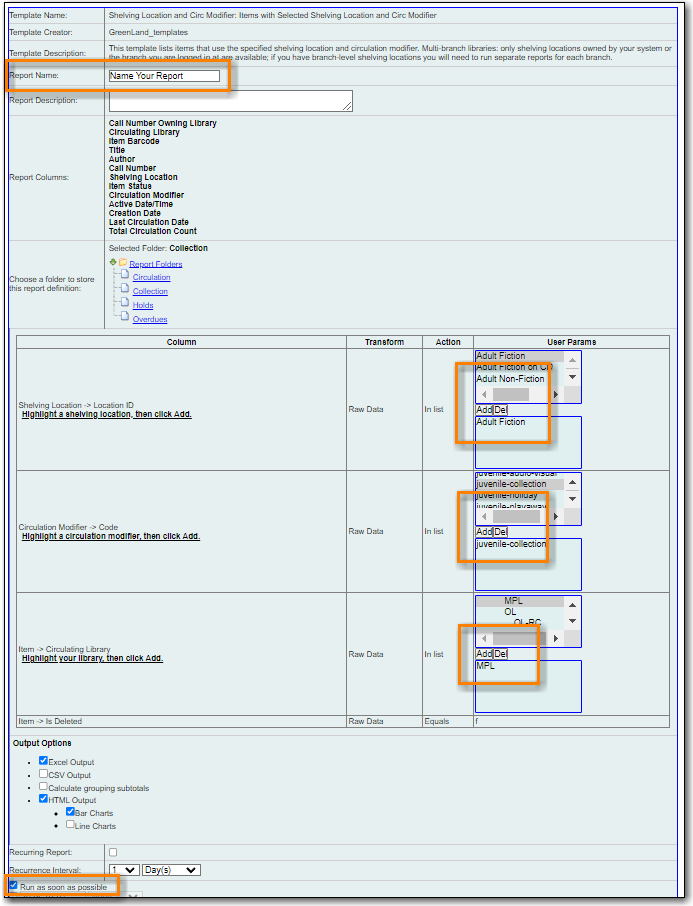 Template Name: Shelving Location and Circ Modifier: Items with Selected Shelving Location and Circ Modifier
Template Creator: GreenLand_templates
Template Description: This template lists items that use the specified shelving location and circulation modifier. Multi-branch libraries: only shelving locations owned by your system or
the branch you are logged in at are available; if you have branch-level shelving locations you will need to run separate reports for each branch.
Report Name: Name Your Report
Report Description:
Report Columns:
Call Number Owning Library
Circulating Library
Item Barcode
Title
Author
Call Number
Shelving Location
Item Status
Circulation Modifier
Active Date/Time
Creation Date
Last Circulation Date
Total Circulation Count
Choose a folder to store
this report definition:
Selected Folder: Collection
Report Folders
Circulation
Collection
Holds
Overdues
Column Transform Action User Params
Shelving Location -> Location ID
Highlight a shelving location, then click Add.
Raw Data In list
Adult Fiction
Adult Fiction on CD
Adult Non-Fiction
Add Del
Adult Fiction
Circulation Modifier -> Code
Highlight a circulation modifier, then click Add.
Raw Data In list
juvenile-audio-visual
juvenile-collection
juvenile-holiday
juvenile-playaway
Add Del
juvenile-collection
Item -> Circulating Library
Highlight your library, then click Add.
Raw Data In list
MPL
OL
OL-RC
Add Del
MPL
Item -> Is Deleted Raw Data Equals f
Output Options
Excel Output
CSV Output
Calculate grouping subtotals
HTML Output
Bar Charts
Line Charts
Recurring Report:
Recurrence Interval: 1 Day(s)
Run as soon as possible